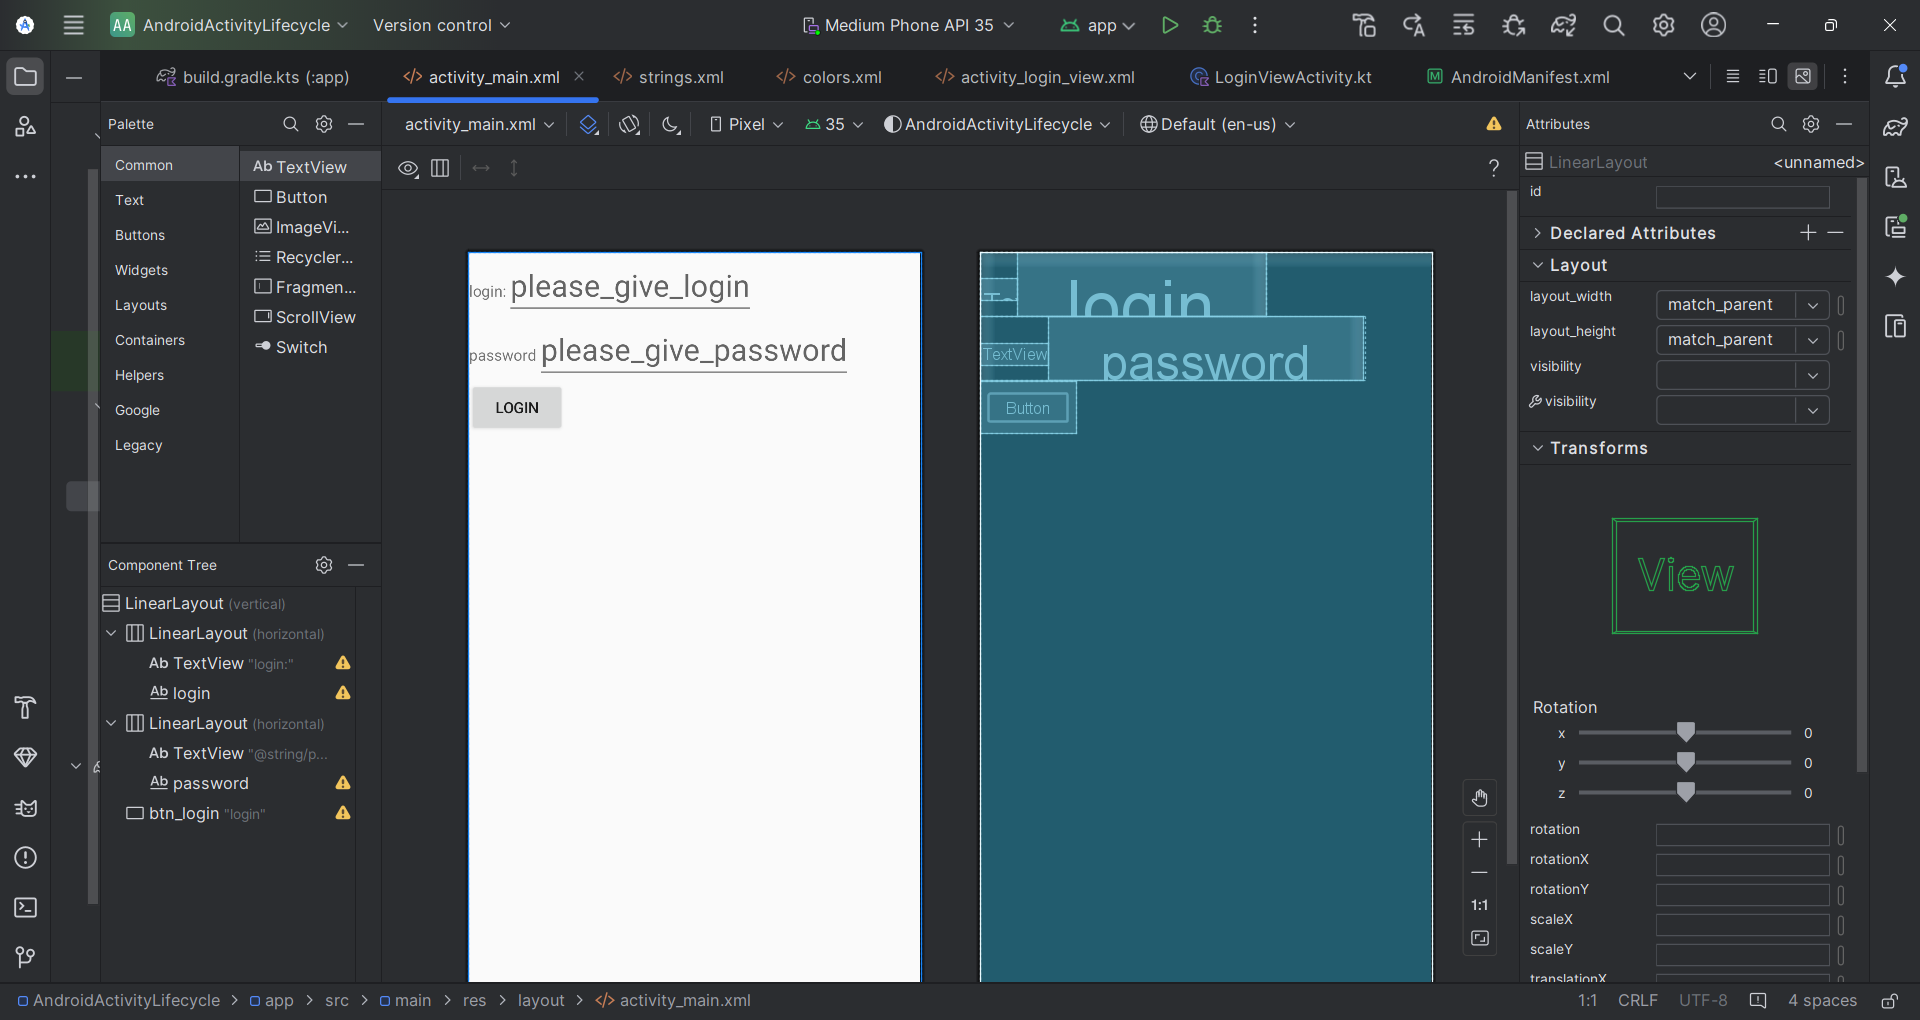 AA AndroidActivityLifecycle Version control Medium Phone API 35 app
build.gradle.kts (:app) activity_main.xml strings.xml colors.xml activity_login_view.xml LoginViewActivity.kt AndroidManifest.xml
Palette
activity_main.xml Pixel 35 AndroidActivityLifecycle Default (en-us)
Attributes
Common
Text
Buttons
Widgets
Layouts
Containers
Helpers
Google
Legacy
Ab TextView
Button
ImageVi...
Recycler...
Fragmen...
ScrollView
Switch
?
Component Tree
LinearLayout (vertical)
LinearLayout (horizontal)
Ab TextView "login:"
Ab login
LinearLayout (horizontal)
Ab TextView "@string/p...
Ab password
btn_login "login"
login: please_give_login
password please_give_password
LOGIN
login
TextView password
Button
1:1
LinearLayout <unnamed>
id
Declared Attributes
Layout
layout_width match_parent
layout_height match_parent
visibility
visibility
Transforms
View
Rotation
x 0
y 0
z 0
rotation
rotationX
rotationY
scaleX
scaleY
translationX
AndroidActivityLifecycle > app > src > main > res > layout > activity_main.xml
1:1 CRLF UTF-8 4 spaces